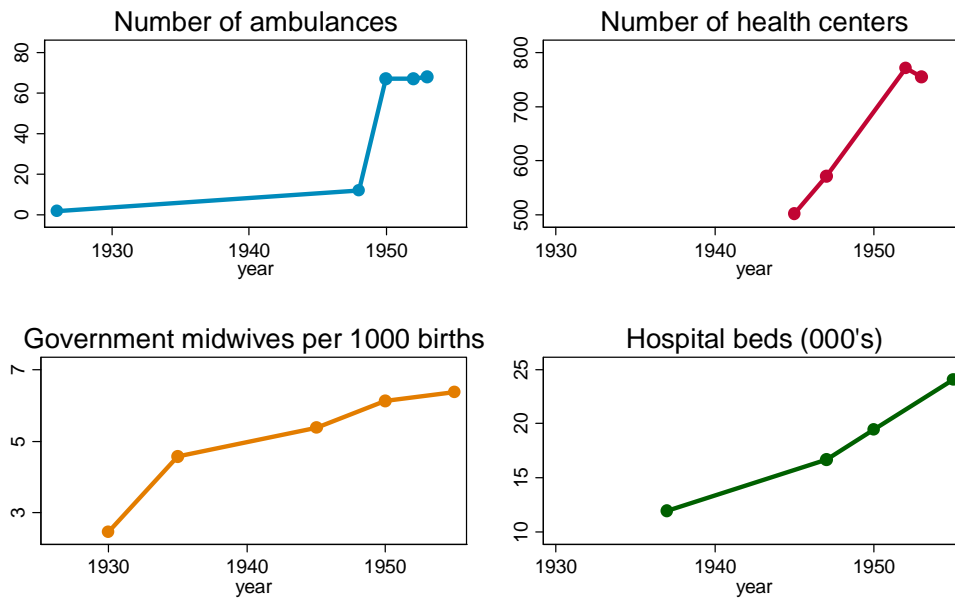 Number of ambulances
80
60
40
20
0
1930 1940 1950
year
Number of health centers
800
700
600
500
1930 1940 1950
year
Government midwives per 1000 births
7
5
3
1930 1940 1950
year
Hospital beds (000's)
25
20
15
10
1930 1940 1950
year